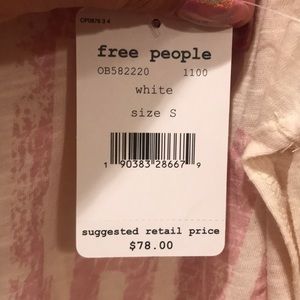 free people
OB582220 1100
white
size S
1 90383 28667 9
suggested retail price
$78.00